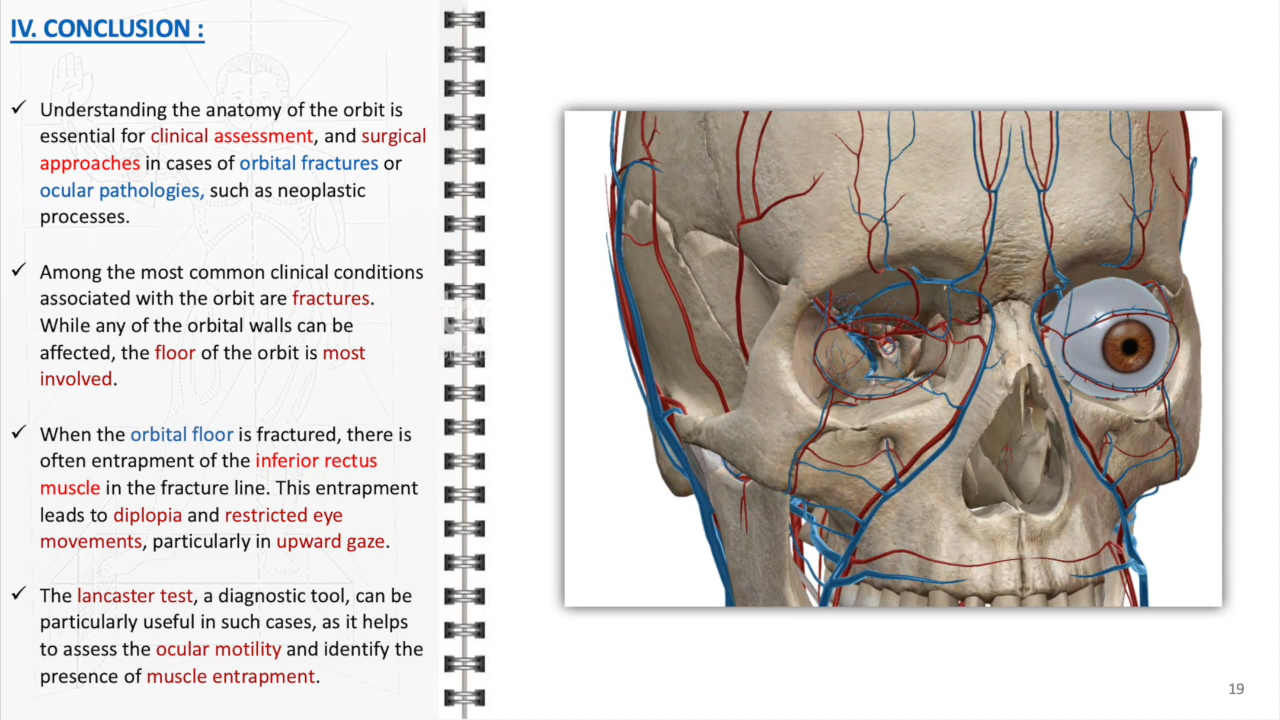 IV. CONCLUSION :
✓ Understanding the anatomy of the orbit is
essential for clinical assessment, and surgical
approaches in cases of orbital fractures or
ocular pathologies, such as neoplastic
processes.
✓ Among the most common clinical conditions
associated with the orbit are fractures.
While any of the orbital walls can be
affected, the floor of the orbit is most
involved.
✓ When the orbital floor is fractured, there is
often entrapment of the inferior rectus
muscle in the fracture line. This entrapment
leads to diplopia and restricted eye
movements, particularly in upward gaze.
✓ The lancaster test, a diagnostic tool, can be
particularly useful in such cases, as it helps
to assess the ocular motility and identify the
presence of muscle entrapment.
19